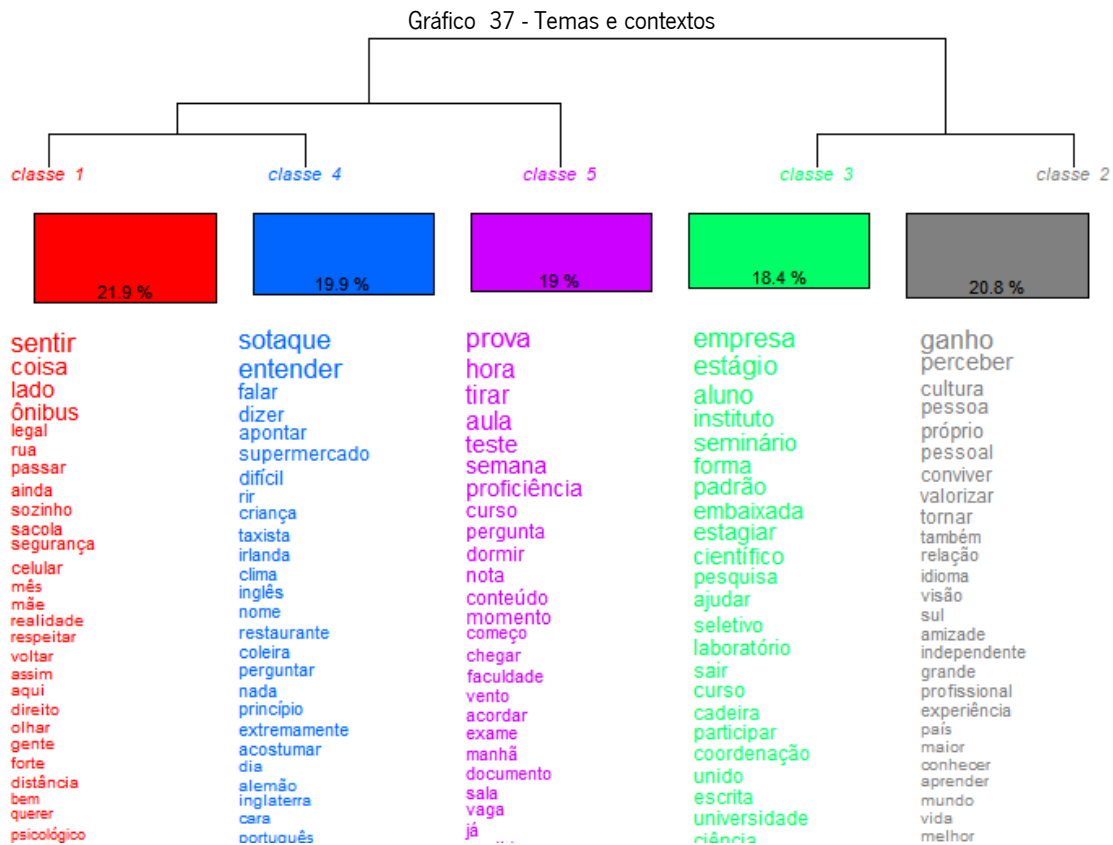 Gráfico 37 - Temas e contextos
classe 1
classe 4
classe 5
classe 3
classe 2
21.9 %
19.9 %
19 %
18.4 %
20.8 %
sentir
coisa
lado
ônibus
legal
rua
passar
ainda
sozinho
sacola
segurança
celular
mês
mãe
realidade
respeitar
voltar
assim
aqui
direito
olhar
gente
forte
distância
bem
querer
psicológico
sotaque
entender
falar
dizer
apontar
supermercado
difícil
rir
criança
taxista
irlanda
clima
inglês
nome
restaurante
coleira
perguntar
nada
princípio
extremamente
acostumar
dia
alemão
inglaterra
cara
português
prova
hora
tirar
aula
teste
semana
proficiência
curso
pergunta
dormir
nota
conteúdo
momento
começo
chegar
faculdade
vento
acordar
exame
manhã
documento
sala
vaga
já
empresa
estágio
aluno
instituto
seminário
forma
padrão
embaixada
estagiar
científico
pesquisa
ajudar
seletivo
laboratório
sair
curso
cadeira
participar
coordenação
unido
escrita
universidade
ciência
ganho
perceber
cultura
pessoa
próprio
pessoal
conviver
valorizar
tornar
também
relação
idioma
visão
sul
amizade
independente
grande
profissional
experiência
país
maior
conhecer
aprender
mundo
vida
melhor